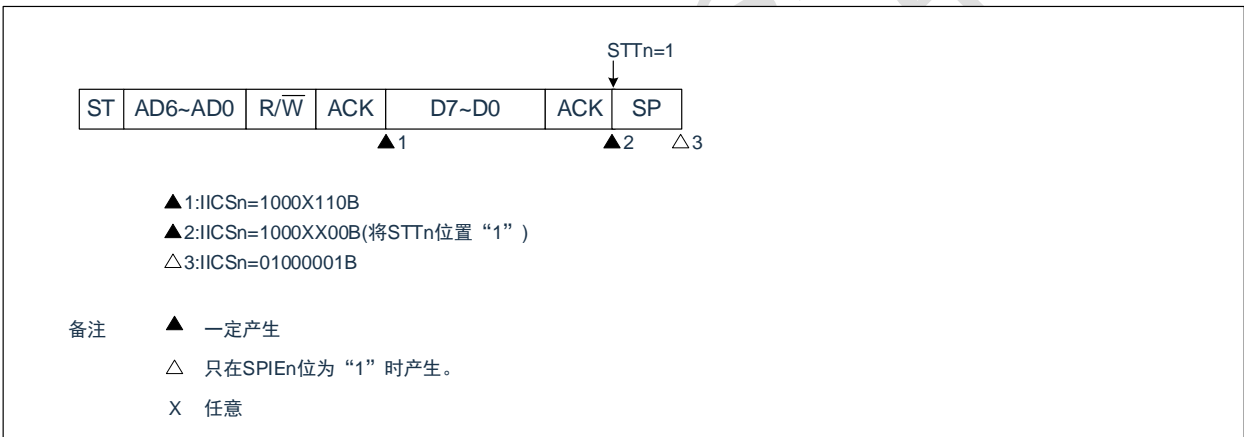 STTn=1
ST AD6~AD0 R/W̅ ACK D7~D0 ACK SP
▲1 ▲2 △3
▲1:IICSn=1000X110B
▲2:IICSn=1000XX00B(将STTn位置“1”)
△3:IICSn=01000001B
备注 ▲ 一定产生
△ 只在SPIEn位为“1”时产生。
X 任意